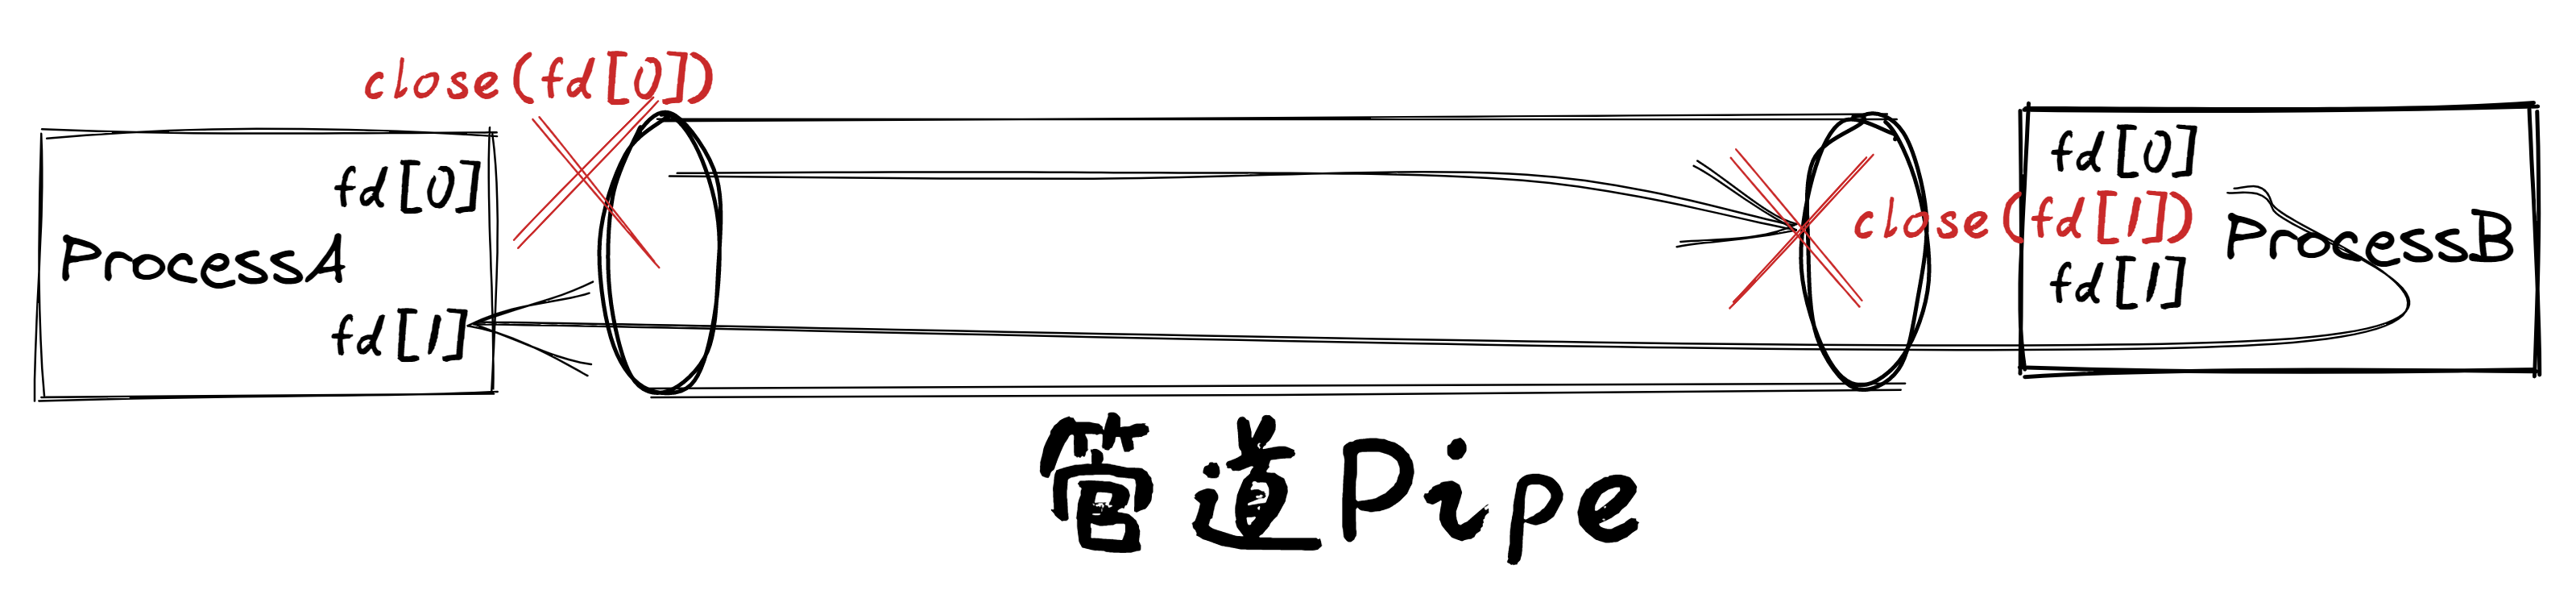 close(fd[0])
fd[0]
ProcessA
fd[1]
fd[0]
close(fd[1])
ProcessB
fd[1]
管道Pipe